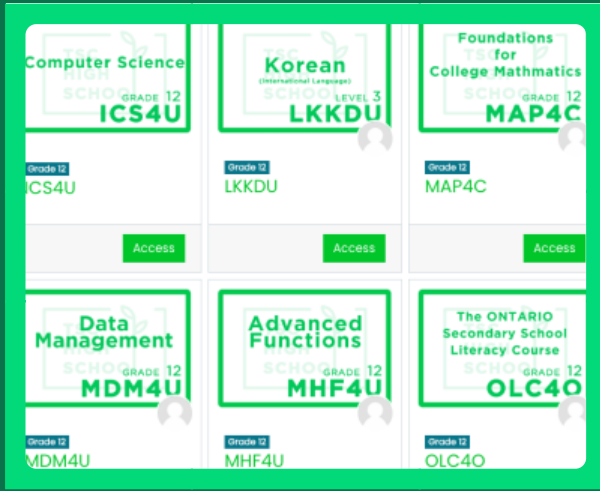 Computer Science
GRADE 12
ICS4U
Grade 12
ICS4U
Access
Korean
(International Language)
LEVEL 3
LKKDU
Grade 12
LKKDU
Access
Foundations
for
College Mathmatics
GRADE 12
MAP4C
Grade 12
MAP4C
Access
Data
Management
GRADE 12
MDM4U
Grade 12
MDM4U
Advanced
Functions
GRADE 12
MHF4U
Grade 12
MHF4U
The ONTARIO
Secondary School
Literacy Course
GRADE 12
OLC4O
Grade 12
OLC4O